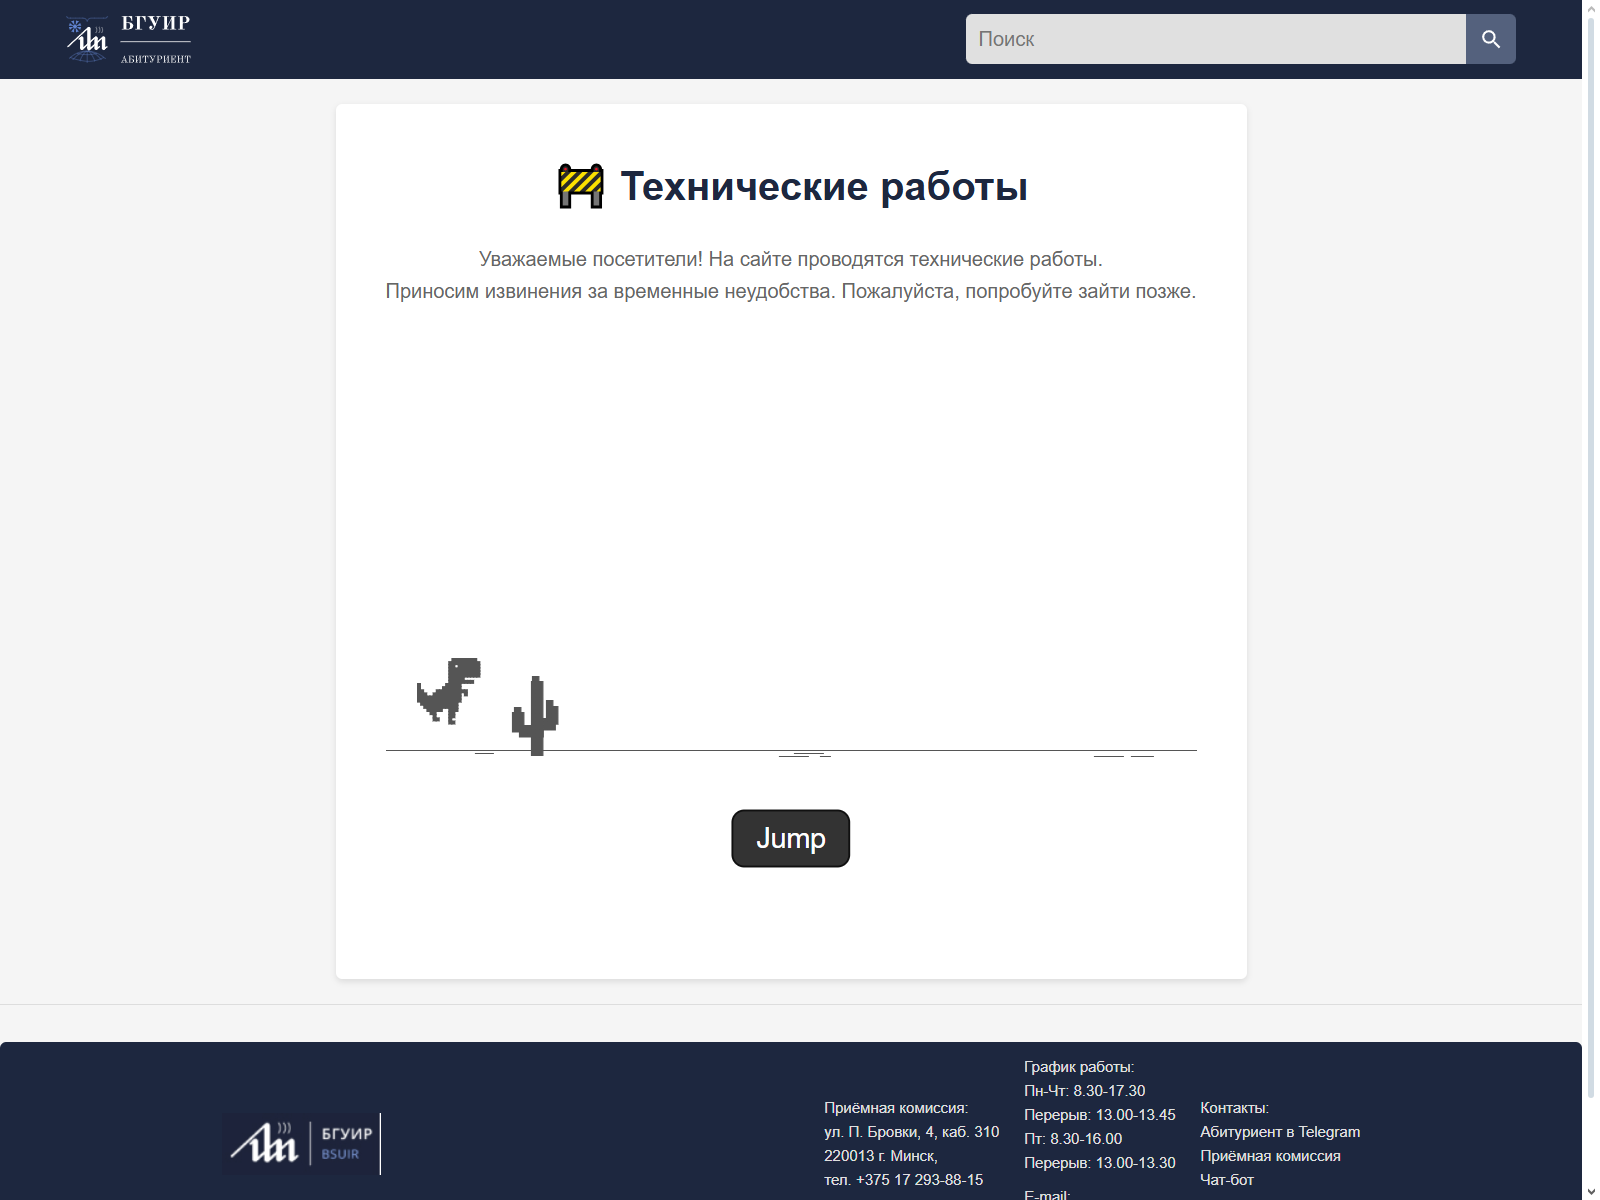 БГУИР
АБИТУРИЕНТ
Поиск
Технические работы
Уважаемые посетители! На сайте проводятся технические работы.
Приносим извинения за временные неудобства. Пожалуйста, попробуйте зайти позже.
Jump
БГУИР
BSUIR
Приёмная комиссия:
ул. П. Бровки, 4, каб. 310
220013 г. Минск,
тел. +375 17 293-88-15
График работы:
Пн-Чт: 8.30-17.30
Перерыв: 13.00-13.45
Пт: 8.30-16.00
Перерыв: 13.00-13.30
E-mail:
Контакты:
Абитуриент в Telegram
Приёмная комиссия
Чат-бот